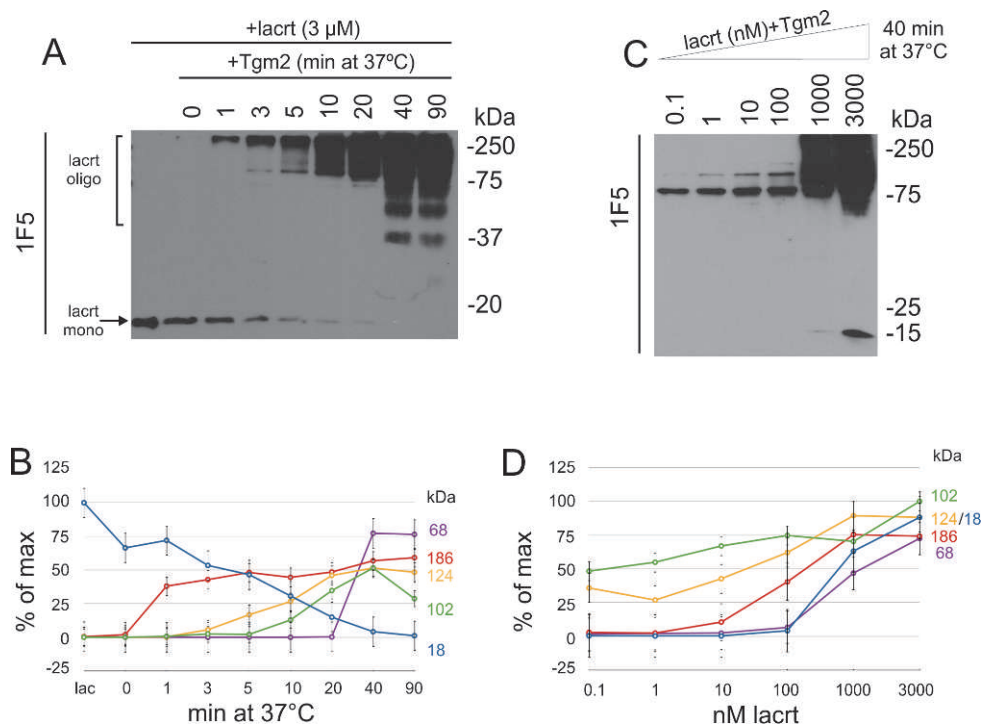 A
+lacrt (3 µM)
+Tgm2 (min at 37ºC)
0 1 3 5 10 20 40 90
kDa
lacrt
oligo
1F5
lacrt
mono
-250
-75
-37
-20
C
lacrt (nM)+Tgm2
40 min
at 37°C
0.1 1 10 100 1000 3000
kDa
1F5
-250
-75
-25
-15
B
% of max
125
100
75
50
25
0
-25
kDa
68
186
124
102
18
lac 0 1 3 5 10 20 40 90
min at 37°C
D
% of max
125
100
75
50
25
0
-25
kDa
102
124/18
186
68
0.1 1 10 100 1000 3000
nM lacrt